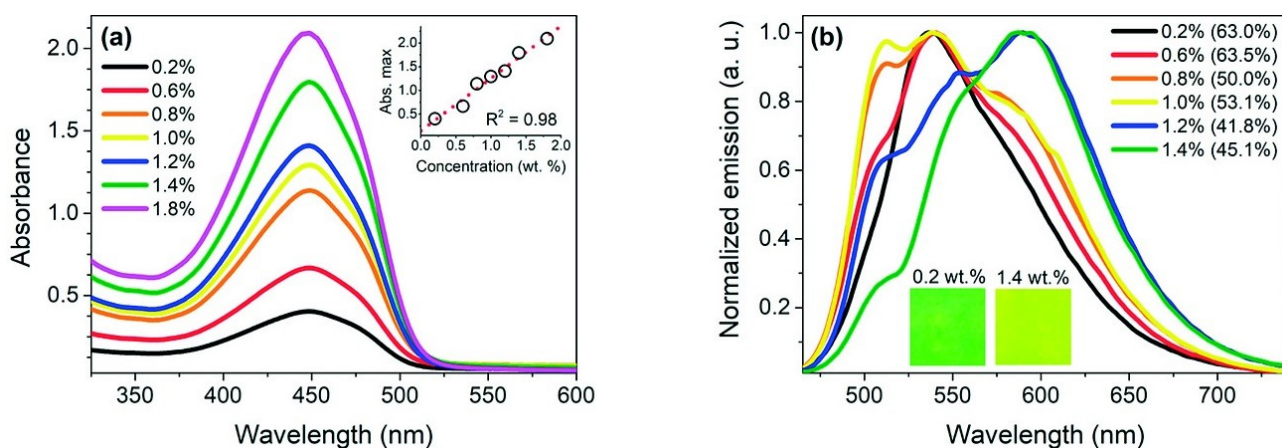 (a)
0.2%
0.6%
0.8%
1.0%
1.2%
1.4%
1.8%
2.0
1.5
1.0
0.5
Absorbance
350 400 450 500 550 600
Wavelength (nm)
Abs. max
2.0
1.5
1.0
0.5
R² = 0.98
0.0 0.5 1.0 1.5 2.0
Concentration (wt. %)
(b)
0.2% (63.0%)
0.6% (63.5%)
0.8% (50.0%)
1.0% (53.1%)
1.2% (41.8%)
1.4% (45.1%)
1.0
0.8
0.6
0.4
0.2
Normalized emission (a. u.)
0.2 wt.% 1.4 wt.%
500 550 600 650 700
Wavelength (nm)